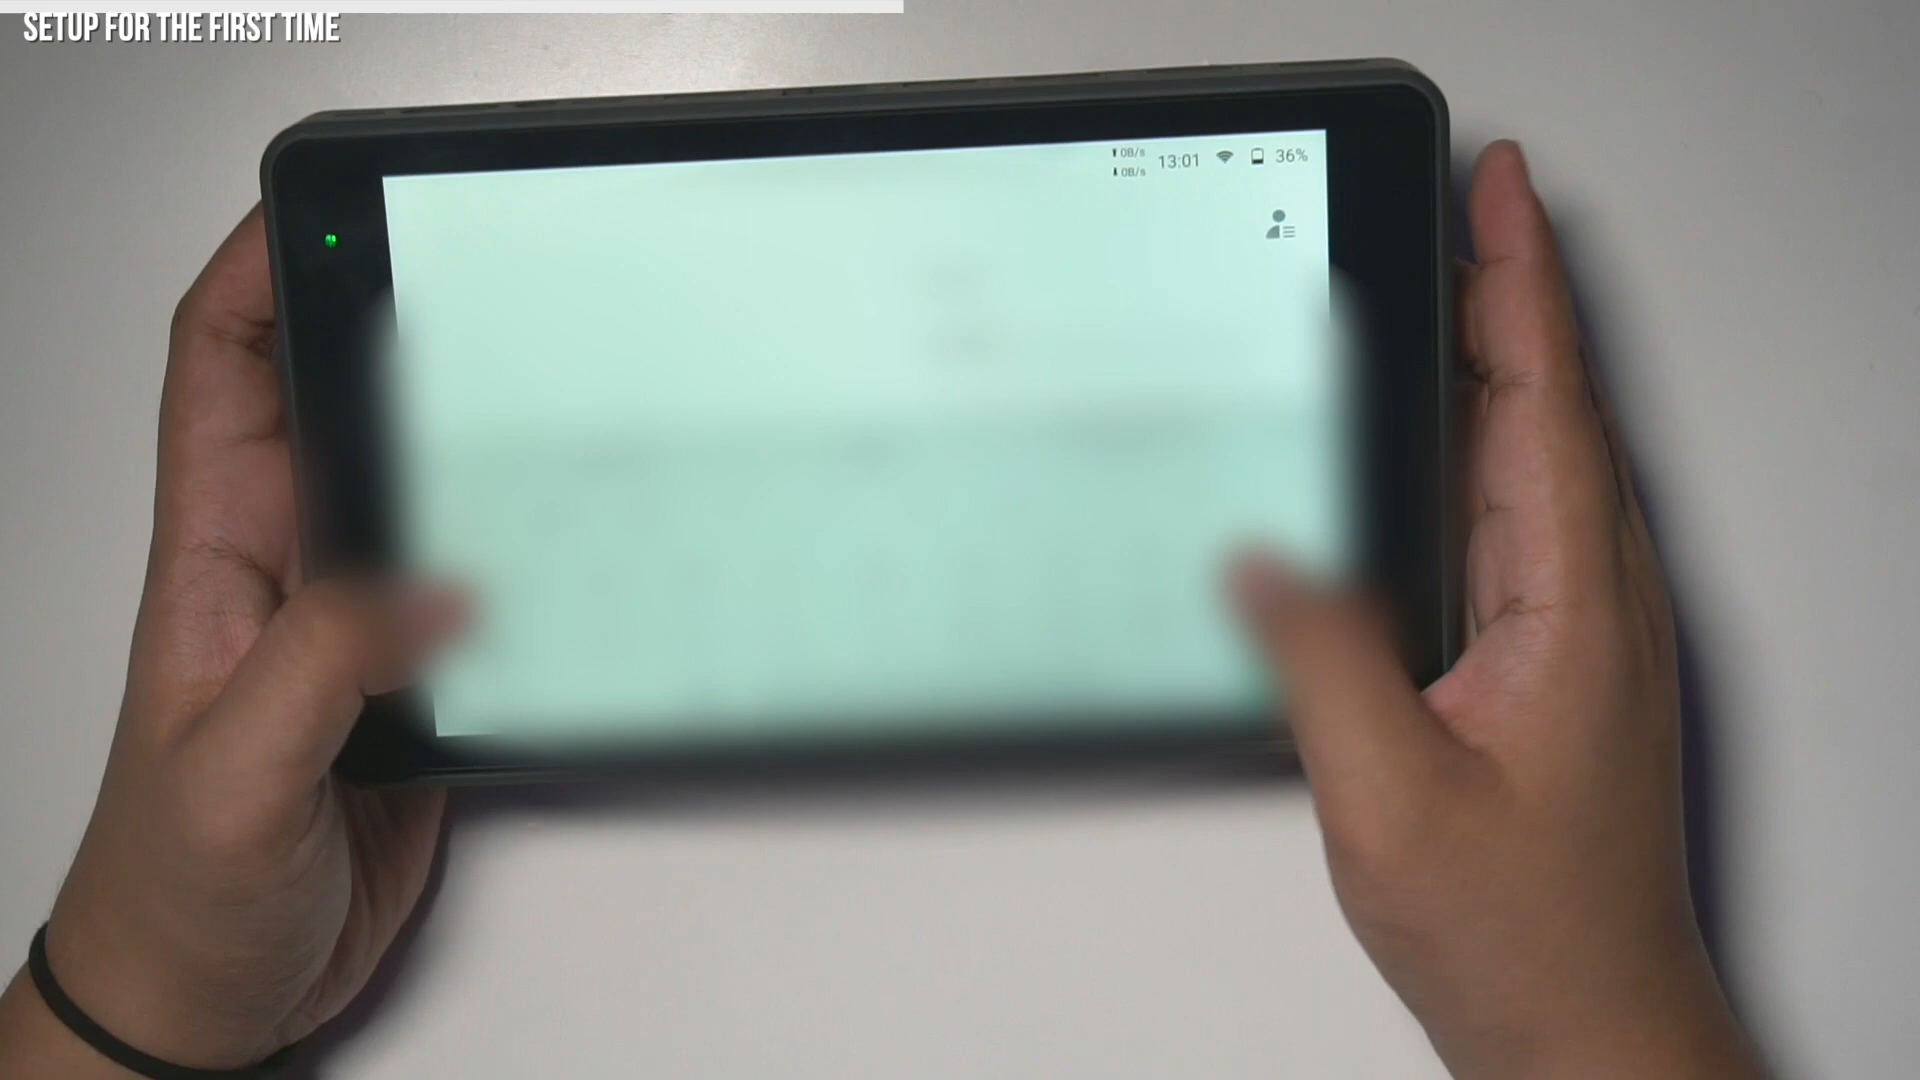 SETUP FOR THE FIRST TIME
0B/s
0B/s
13:01
36%